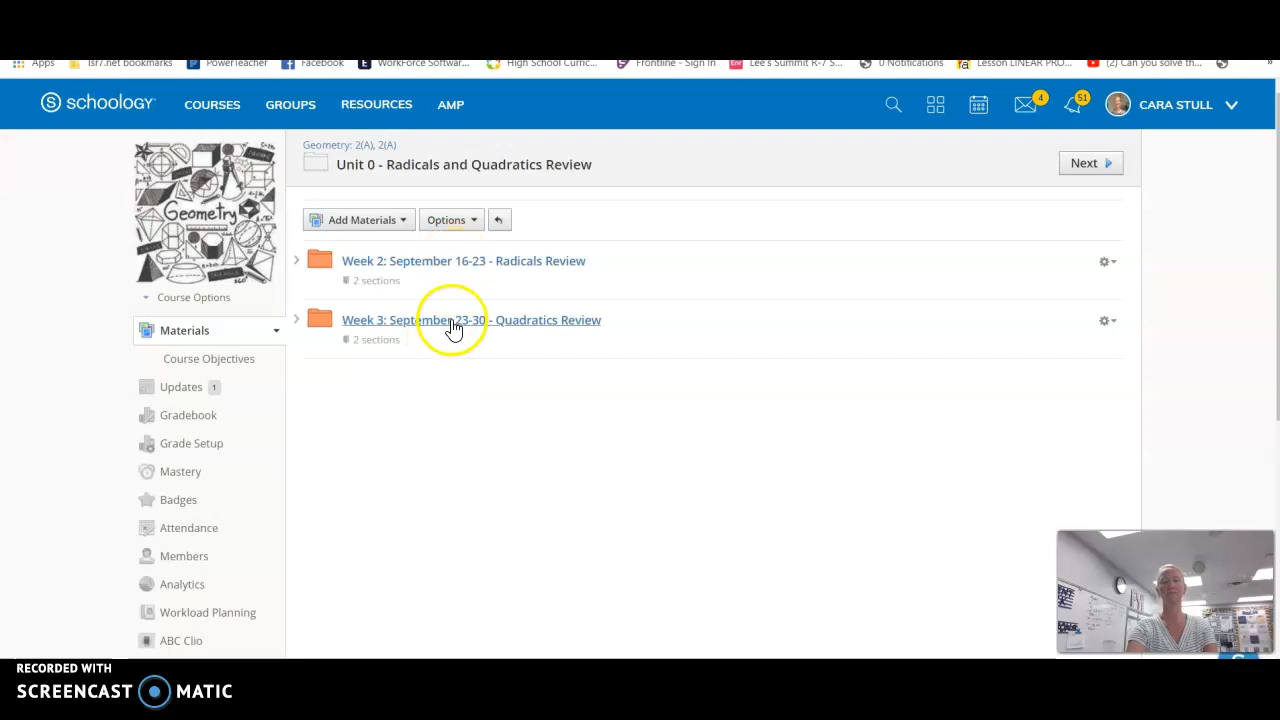 Apps lsr7.net bookmarks PowerTeacher Facebook WorkForce Softwar... High School Curric... Frontline - Sign In Lee's Summit R-7 S... 0 Notifications Lesson LINEAR PRO... (2) Can you solve th... »
schoology COURSES GROUPS RESOURCES AMP 4 51 CARA STULL
Geometry: 2(A), 2(A)
Unit 0 - Radicals and Quadratics Review
Next
Geometry
Add Materials Options
Week 2: September 16-23 - Radicals Review
2 sections
Course Options
Week 3: September 23-30 - Quadratics Review
2 sections
Materials
Course Objectives
Updates 1
Gradebook
Grade Setup
Mastery
Badges
Attendance
Members
Analytics
Workload Planning
ABC Clio
RECORDED WITH
SCREENCAST MATIC